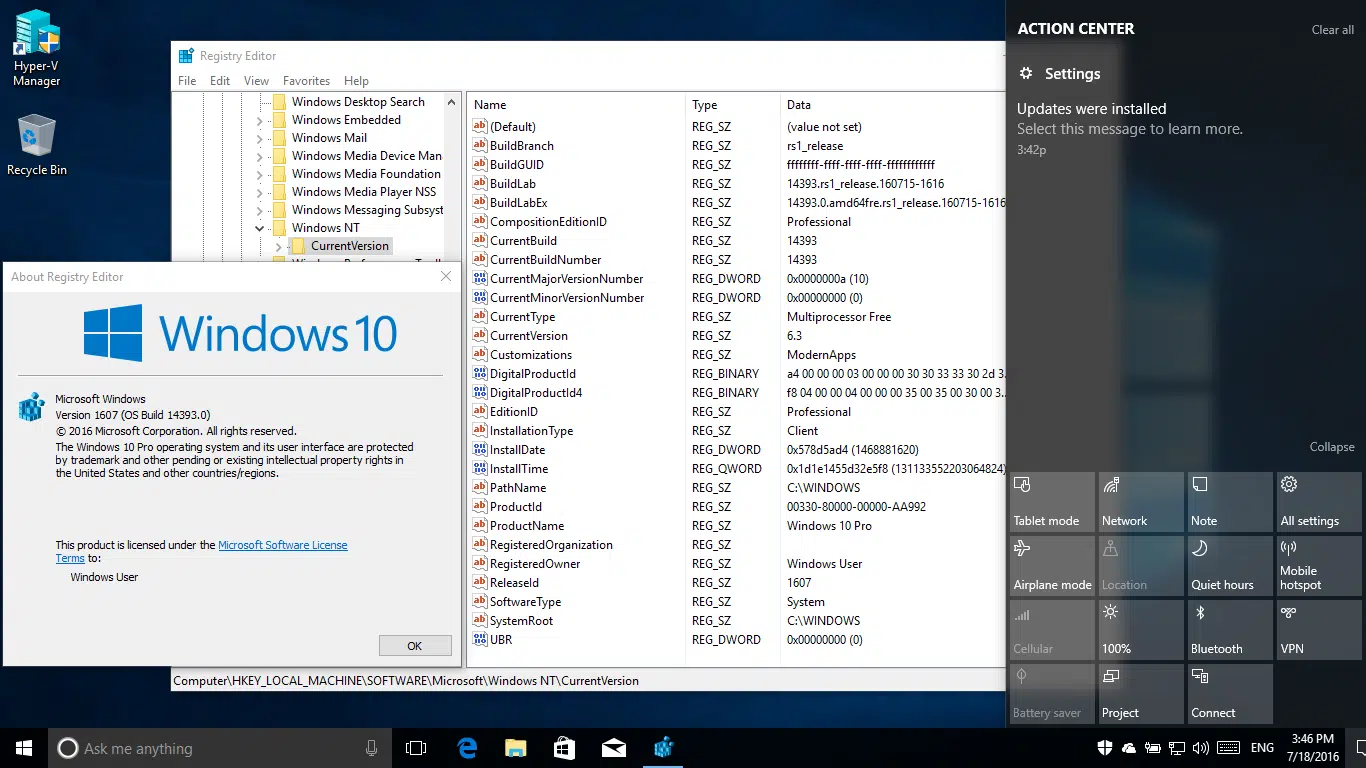 Hyper-V
Manager
Recycle Bin
Registry Editor
File Edit View Favorites Help
Windows Desktop Search
Windows Embedded
Windows Mail
Windows Media Device Man
Windows Media Foundation
Windows Media Player NSS
Windows Messaging Subsyst
Windows NT
CurrentVersion
Name Type Data
(Default) REG_SZ (value not set)
BuildBranch REG_SZ rs1_release
BuildGUID REG_SZ ffffffff-ffff-ffff-ffff-ffffffffffff
BuildLab REG_SZ 14393.rs1_release.160715-1616
BuildLabEx REG_SZ 14393.0.amd64fre.rs1_release.160715-1616
CompositionEditionID REG_SZ Professional
CurrentBuild REG_SZ 14393
CurrentBuildNumber REG_SZ 14393
CurrentMajorVersionNumber REG_DWORD 0x0000000a (10)
CurrentMinorVersionNumber REG_DWORD 0x00000000 (0)
CurrentType REG_SZ Multiprocessor Free
CurrentVersion REG_SZ 6.3
Customizations REG_SZ ModernApps
DigitalProductId REG_BINARY a4 00 00 00 03 00 00 00 30 30 33 33 30 2d 3...
DigitalProductId4 REG_BINARY f8 04 00 00 04 00 00 00 35 00 35 00 30 00 3...
EditionID REG_SZ Professional
InstallationType REG_SZ Client
InstallDate REG_DWORD 0x578d5ad4 (1468881620)
InstallTime REG_QWORD 0x1d1e1455d32e5f8 (131133552203064824)
PathName REG_SZ C:\WINDOWS
ProductId REG_SZ 00330-80000-00000-AA992
ProductName REG_SZ Windows 10 Pro
RegisteredOrganization REG_SZ
RegisteredOwner REG_SZ Windows User
ReleaseId REG_SZ 1607
SoftwareType REG_SZ System
SystemRoot REG_SZ C:\WINDOWS
UBR REG_DWORD 0x00000000 (0)
Computer\HKEY_LOCAL_MACHINE\SOFTWARE\Microsoft\Windows NT\CurrentVersion
About Registry Editor
Windows 10
Microsoft Windows
Version 1607 (OS Build 14393.0)
© 2016 Microsoft Corporation. All rights reserved.
The Windows 10 Pro operating system and its user interface are protected
by trademark and other pending or existing intellectual property rights in
the United States and other countries/regions.
This product is licensed under the Microsoft Software License
Terms to:
Windows User
OK
ACTION CENTER Clear all
Settings
Updates were installed
Select this message to learn more.
3:42p
Collapse
Tablet mode Network Note All settings
Airplane mode Location Quiet hours Mobile
hotspot
Cellular 100% Bluetooth VPN
Battery saver Project Connect
Ask me anything
ENG
3:46 PM
7/18/2016